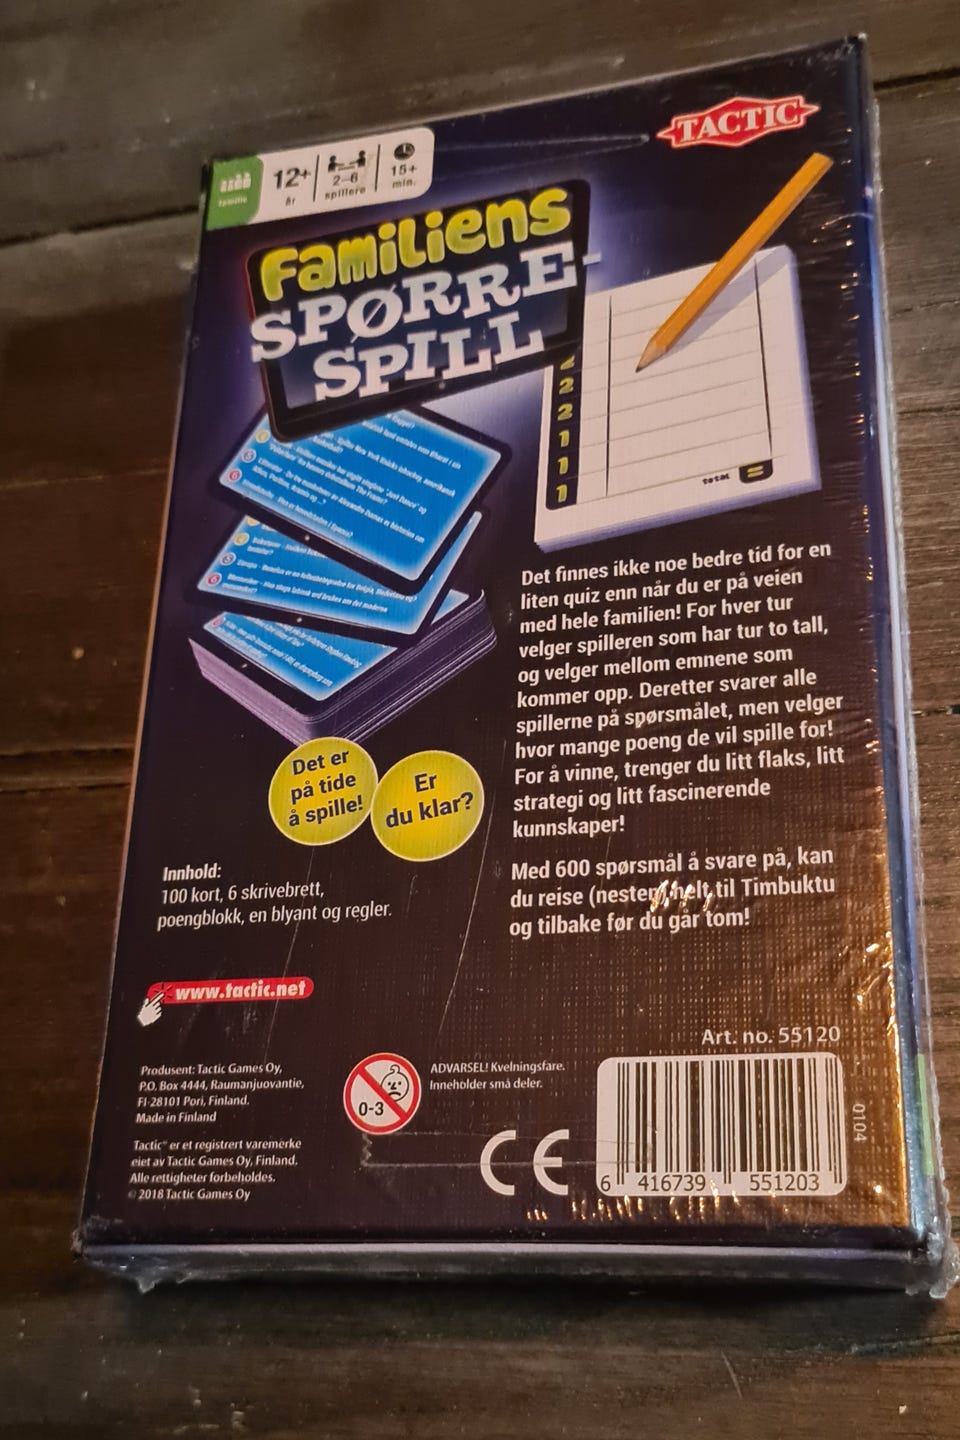 TACTIC
familie
12+
år
2-6
spillere
15+
min.
Familiens
SPØRRE-
SPILL
2
2
2
1
1
1
total =
Det finnes ikke noe bedre tid for en
liten quiz enn når du er på veien
med hele familien! For hver tur
velger spilleren som har tur to tall,
og velger mellom emnene som
kommer opp. Deretter svarer alle
spillerne på spørsmålet, men velger
hvor mange poeng de vil spille for!
For å vinne, trenger du litt flaks, litt
strategi og litt fascinerende
kunnskaper!
Med 600 spørsmål å svare på, kan
du reise (nesten) helt til Timbuktu
og tilbake før du går tom!
Det er
på tide
å spille!
Er
du klar?
Innhold:
100 kort, 6 skrivebrett,
poengblokk, en blyant og regler.
www.tactic.net
Produsent: Tactic Games Oy,
P.O. Box 4444, Raumanjuovantie,
FI-28101 Pori, Finland.
Made in Finland
Tactic® er et registrert varemerke
eiet av Tactic Games Oy, Finland.
Alle rettigheter forbeholdes.
© 2018 Tactic Games Oy
0-3
ADVARSEL! Kvelningsfare.
Inneholder små deler.
CE
Art. no. 55120
6 416739 551203
0104